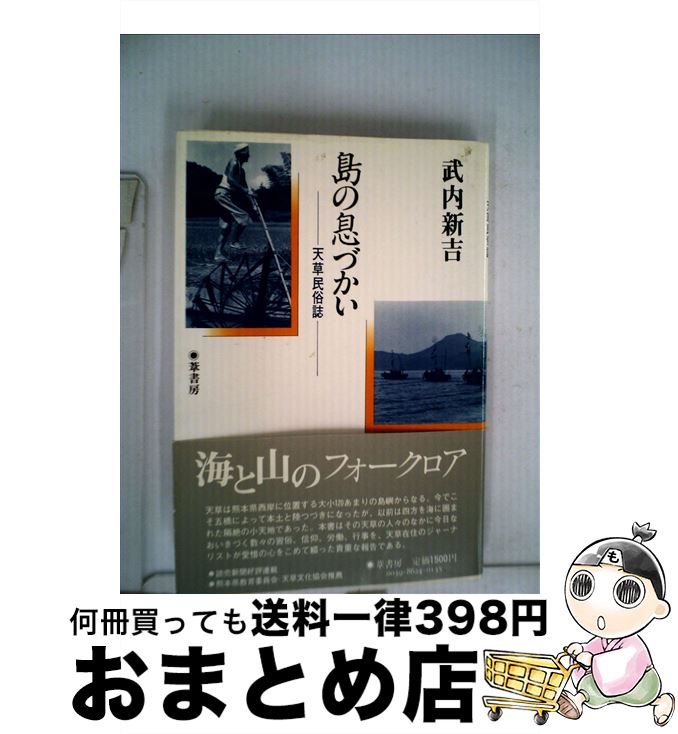 武内新吉
島の息づかい
天草民俗誌
◉葦書房
海と山のフォークロア
天草は熊本県西岸に位置する大小120あまりの島嶼からなる。今でこ
そ五橋によって本土と陸つづきになったが、以前は四方を海に囲ま
れた隔絶の小天地であった。本書はその天草の人々のなかに今日な
おいきづく数々の習俗、信仰、労働、行事を、天草在住のジャーナ
リストが愛惜の心をこめて綴った貴重な報告である。
●読売新聞好評連載
●熊本県教育委員会 天草文化協会推薦
◉葦書房 定価1500円
何冊買っても送料一律398円
おまとめ店